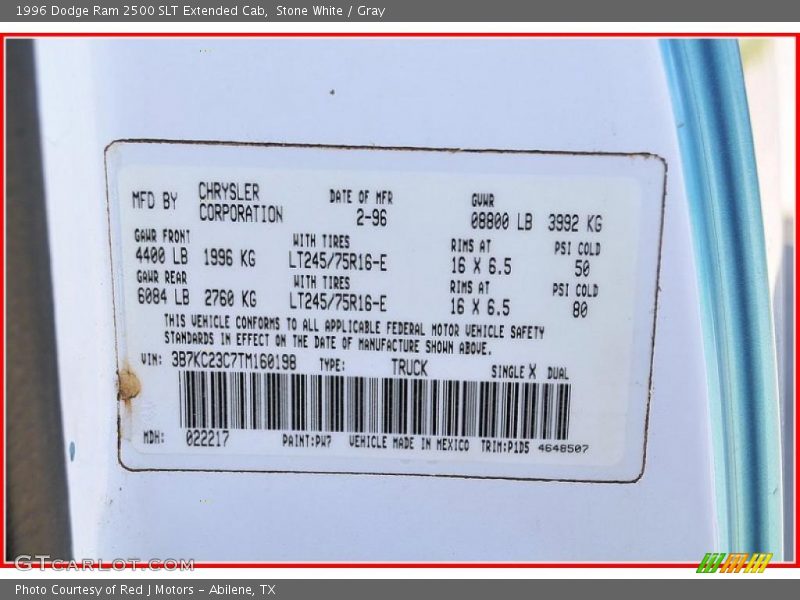 1996 Dodge Ram 2500 SLT Extended Cab,  Stone White / Gray
MFD BY CHRYSLER CORPORATION DATE OF MFR 2-96 GVWR 08800 LB 3992 KG
GAWR FRONT WITH TIRES RIMS AT PSI COLD
4400 LB 1996 KG LT245/75R16-E 16 X 6.5 50
GAWR REAR WITH TIRES RIMS AT PSI COLD
6084 LB 2760 KG LT245/75R16-E 16 X 6.5 80
THIS VEHICLE CONFORMS TO ALL APPLICABLE FEDERAL MOTOR VEHICLE SAFETY
STANDARDS IN EFFECT ON THE DATE OF MANUFACTURE SHOWN ABOVE.
VIN: 3B7KC23C7TM160198 TYPE: TRUCK SINGLE X DUAL
MDH: 022217 PAINT:PW7 VEHICLE MADE IN MEXICO TRIM:P1D5 4648507
GTCARLOT.COM
Photo Courtesy of Red J Motors – Abilene, TX